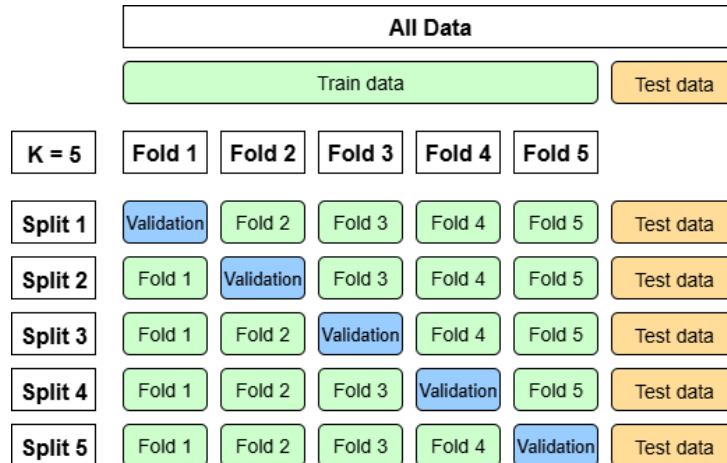 All Data
Train data Test data
K = 5 Fold 1 Fold 2 Fold 3 Fold 4 Fold 5
Split 1 Validation Fold 2 Fold 3 Fold 4 Fold 5 Test data
Split 2 Fold 1 Validation Fold 3 Fold 4 Fold 5 Test data
Split 3 Fold 1 Fold 2 Validation Fold 4 Fold 5 Test data
Split 4 Fold 1 Fold 2 Fold 3 Validation Fold 5 Test data
Split 5 Fold 1 Fold 2 Fold 3 Fold 4 Validation Test data